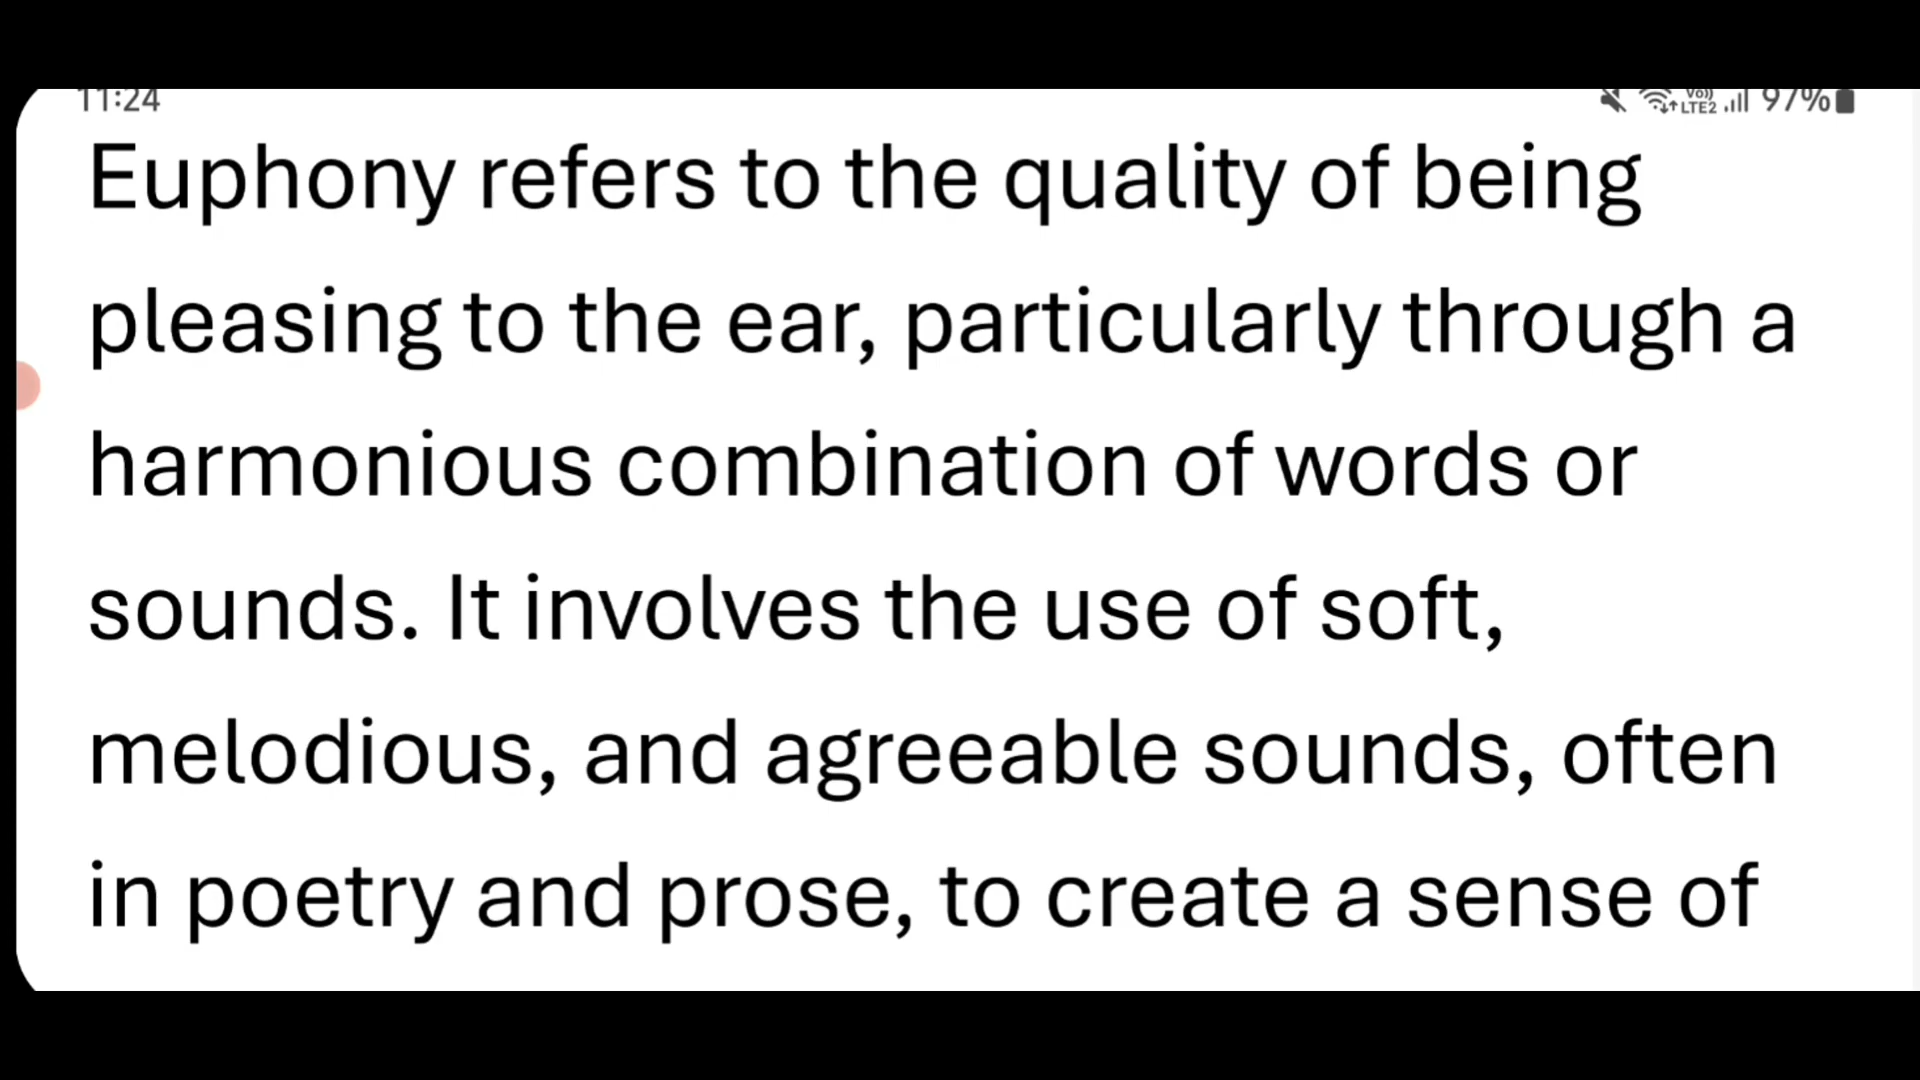 11:24 Vo)) LTE2 97%
Euphony refers to the quality of being
pleasing to the ear, particularly through a
harmonious combination of words or
sounds. It involves the use of soft,
melodious, and agreeable sounds, often
in poetry and prose, to create a sense of